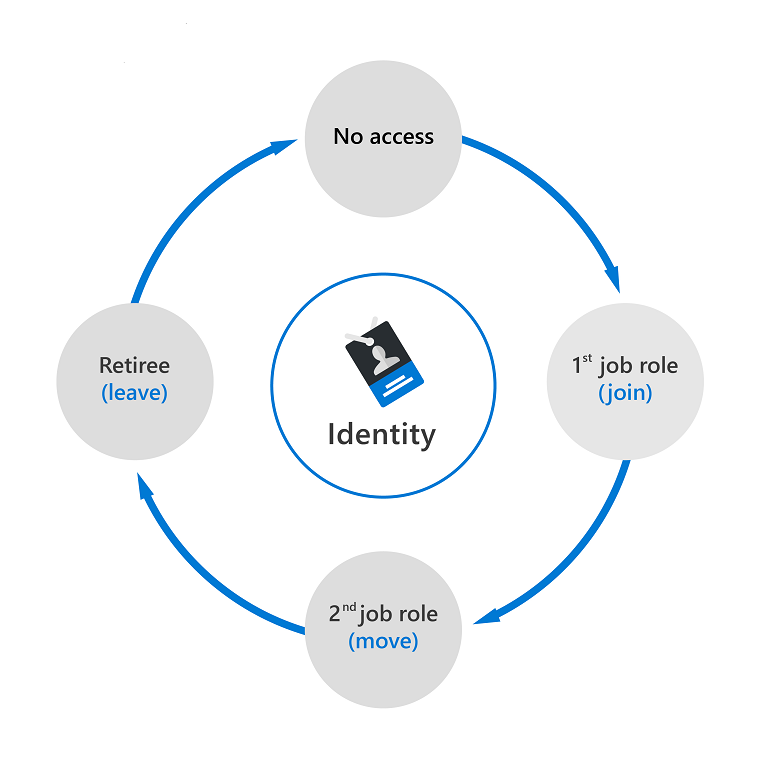 No access
1st job role
(join)
2nd job role
(move)
Retiree
(leave)
Identity